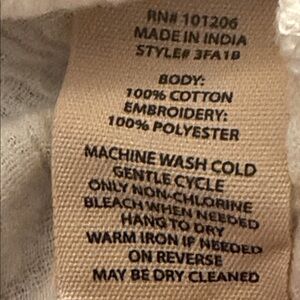 RN# 101206
MADE IN INDIA
STYLE# 3FA1B
BODY:
100% COTTON
EMBROIDERY:
100% POLYESTER
MACHINE WASH COLD
GENTLE CYCLE
ONLY NON-CHLORINE
BLEACH WHEN NEEDED
HANG TO DRY
WARM IRON IF NEEDED
ON REVERSE
MAY BE DRY CLEANED